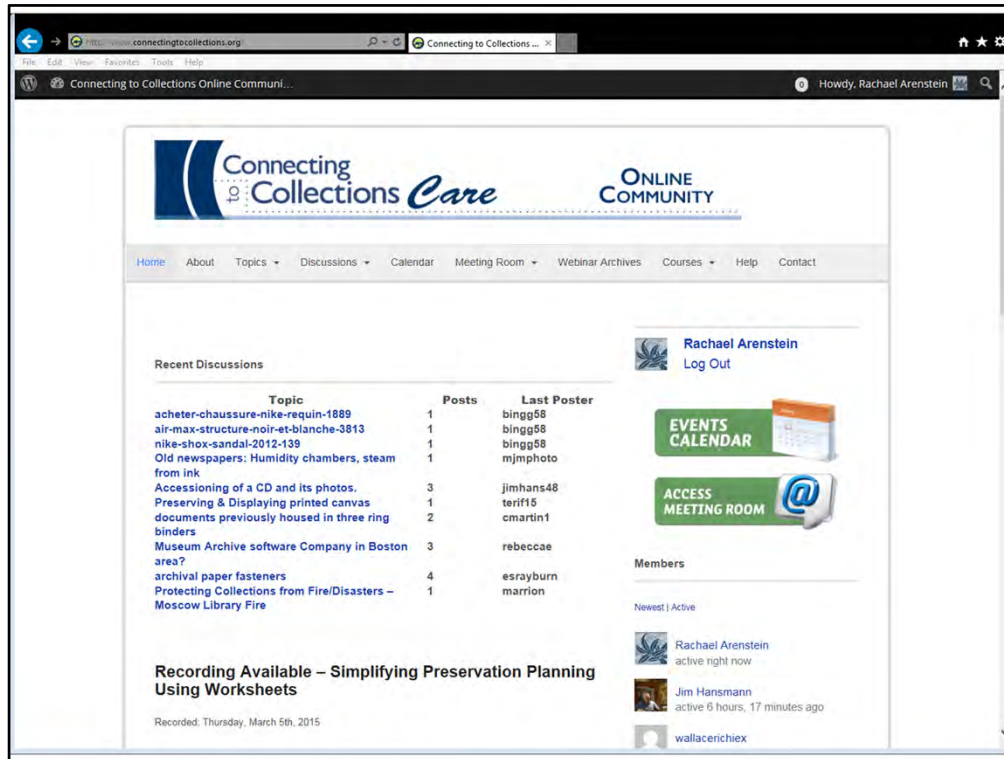 http://www.connectingtocollections.org
Connecting to Collections ... ×
File Edit View Favorites Tools Help
Connecting to Collections Online Communi...
0 Howdy, Rachael Arenstein
Connecting
to Collections Care
ONLINE
COMMUNITY
Home About Topics Discussions Calendar Meeting Room Webinar Archives Courses Help Contact
Recent Discussions
Topic Posts Last Poster
acheter-chaussure-nike-requin-1889 1 bingg58
air-max-structure-noir-et-blanche-3813 1 bingg58
nike-shox-sandal-2012-139 1 bingg58
Old newspapers: Humidity chambers, steam 1 mjmphoto
from ink
Accessioning of a CD and its photos. 3 jimhans48
Preserving & Displaying printed canvas 1 terif15
documents previously housed in three ring 2 cmartin1
binders
Museum Archive software Company in Boston 3 rebeccae
area?
archival paper fasteners 4 esrayburn
Protecting Collections from Fire/Disasters – 1 marrion
Moscow Library Fire
Recording Available – Simplifying Preservation Planning
Using Worksheets
Recorded: Thursday, March 5th, 2015
Rachael Arenstein
Log Out
EVENTS
CALENDAR
ACCESS
MEETING ROOM
Members
Newest | Active
Rachael Arenstein
active right now
Jim Hansmann
active 6 hours, 17 minutes ago
wallacerichiex